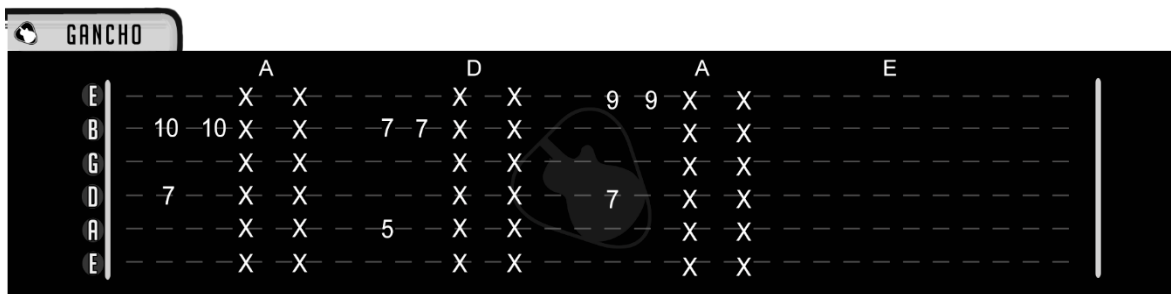 GANCHO
A D A E
E X X X X 9 9 X X
B 10 10 X X 7 7 X X X X
G X X X X X X
D 7 X X X X 7 X X
A X X 5 X X X X
E X X X X X X